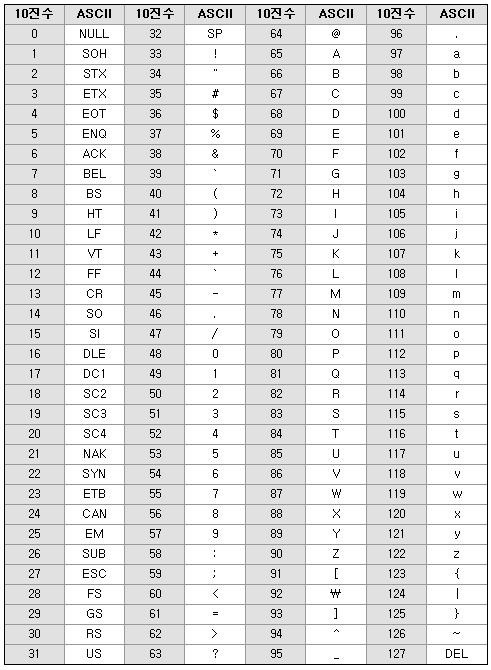 10진수 ASCII 10진수 ASCII 10진수 ASCII 10진수 ASCII
0 NULL 32 SP 64 @ 96 .
1 SOH 33 ! 65 A 97 a
2 STX 34 " 66 B 98 b
3 ETX 35 # 67 C 99 c
4 EOT 36 $ 68 D 100 d
5 ENQ 37 % 69 E 101 e
6 ACK 38 & 70 F 102 f
7 BEL 39 ` 71 G 103 g
8 BS 40 ( 72 H 104 h
9 HT 41 ) 73 I 105 i
10 LF 42 * 74 J 106 j
11 VT 43 + 75 K 107 k
12 FF 44 ` 76 L 108 l
13 CR 45 - 77 M 109 m
14 SO 46 . 78 N 110 n
15 SI 47 / 79 O 111 o
16 DLE 48 0 80 P 112 p
17 DC1 49 1 81 Q 113 q
18 SC2 50 2 82 R 114 r
19 SC3 51 3 83 S 115 s
20 SC4 52 4 84 T 116 t
21 NAK 53 5 85 U 117 u
22 SYN 54 6 86 V 118 v
23 ETB 55 7 87 W 119 w
24 CAN 56 8 88 X 120 x
25 EM 57 9 89 Y 121 y
26 SUB 58 : 90 Z 122 z
27 ESC 59 ; 91 [ 123 {
28 FS 60 < 92 ₩ 124 |
29 GS 61 = 93 ] 125 }
30 RS 62 > 94 ^ 126 ~
31 US 63 ? 95 _ 127 DEL